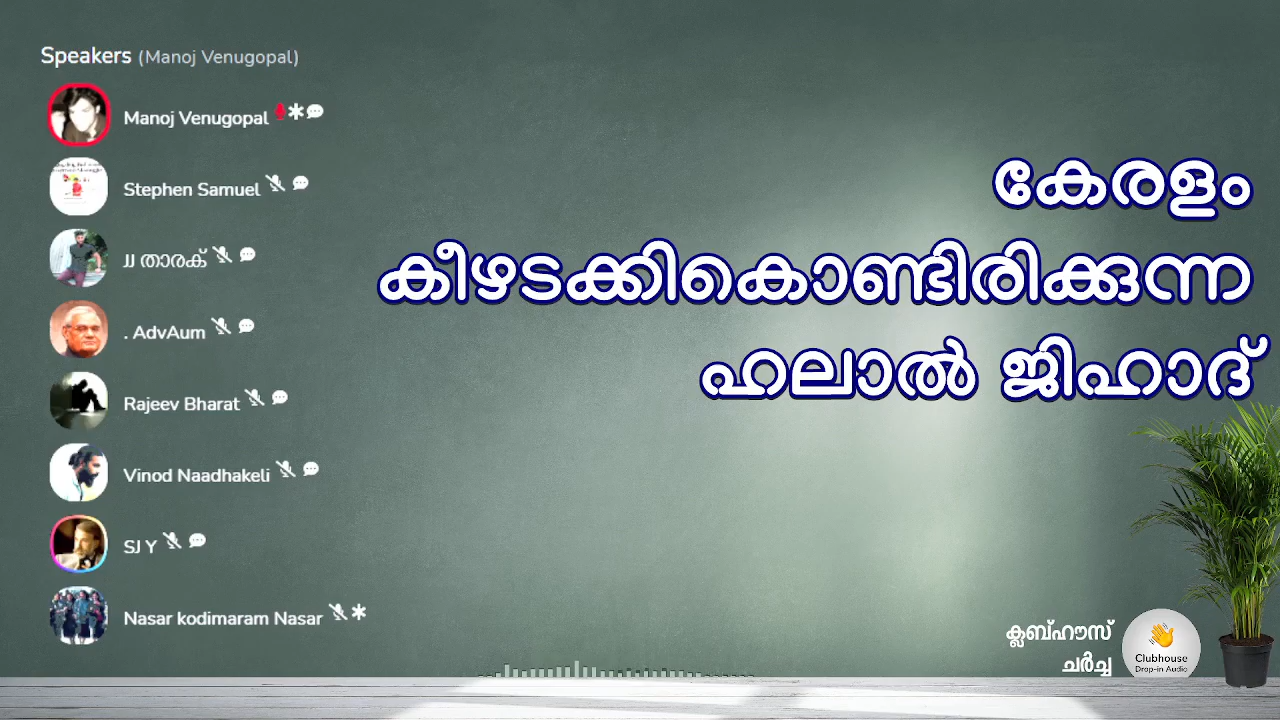 Speakers (Manoj Venugopal)
Manoj Venugopal
Stephen Samuel
JJ താരക്
. AdvAum
Rajeev Bharat
Vinod Naadhakeli
SJ Y
Nasar kodimaram Nasar
കേരളം
കീഴടക്കികൊണ്ടിരിക്കുന്ന
ഹലാൽ ജിഹാദ്
ക്ലബ്ഹൗസ്
ചർച്ച
Clubhouse
Drop-in Audio